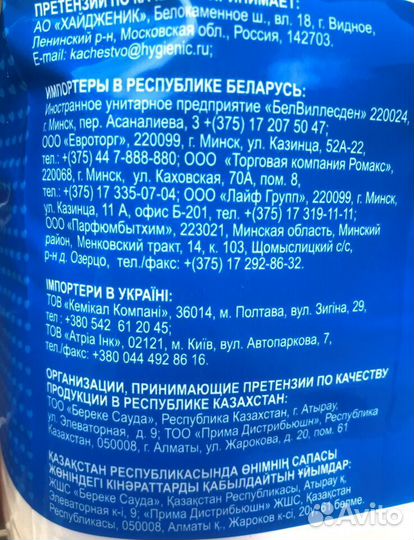 ПРЕТЕНЗИИ ПО КАЧЕСТВУ ПРИНИМАЕТ:
АО «ХАЙДЖЕНИК», Белокаменное ш., вл. 18, г. Видное,
Ленинский р-н, Московская обл., Россия, 142703.
E-mail: kachestvo@hygienic.ru;
ИМПОРТЕРЫ В РЕСПУБЛИКЕ БЕЛАРУСЬ:
Иностранное унитарное предприятие «БелВиллесден» 220024,
г. Минск, пер. Асаналиева, 3 +(375) 17 207 50 47;
ООО «Евроторг», 220099, г. Минск, ул. Казинца, 52А-22,
тел.:+(375) 44 7-888-880; ООО «Торговая компания Ромакс»,
220068, г. Минск, ул. Каховская, 70А, пом. 8,
тел.:+(375) 17 335-07-04; ООО «Лайф Групп», 220099, г. Минск,
ул. Казинца, 11 А, офис Б-201, тел.:+(375) 17 319-11-11;
ООО «Парфюмбытхим», 223021, Минская область, Минский
район, Менковский тракт, 14, к. 103, Щомыслицкий с/с,
р-н д. Озерцо, тел./факс: +(375) 17 292-86-32.
ІМПОРТЕРИ В УКРАЇНІ:
ТОВ «Кемікал Компані», 36014, м. Полтава, вул. Зигіна, 29,
тел.: +380 542 61 20 45;
ТОВ «Атріа Інк», 02121, м. Київ, вул. Автопаркова, 7,
тел./факс: +380 044 492 86 16.
ОРГАНИЗАЦИИ, ПРИНИМАЮЩИЕ ПРЕТЕНЗИИ ПО КАЧЕСТВУ
ПРОДУКЦИИ В РЕСПУБЛИКЕ КАЗАХСТАН:
ТОО «Береке Сауда», Республика Казахстан, г. Атырау,
ул. Элеваторная, д. 9; ТОО «Прима Дистрибьюшн», Республика
Казахстан, 050008, г. Алматы, ул. Жарокова, д. 20, пом. 61
ҚАЗАҚСТАН РЕСПУБЛИКАСЫНДА ӨНІМНІҢ САПАСЫ
ЖӨНІНДЕГІ КІНӘРАТТАРДЫ ҚАБЫЛДАЙТЫН ҰЙЫМДАР:
ЖШС «Береке Сауда», Қазақстан Республикасы, Атырау қ.
Элеваторная к-і, 9; «Прима Дистрибьюшн» ЖШС, Қазақстан
Республикасы, 050008, Алматы қ., Жароков к-сі, 20
Avito